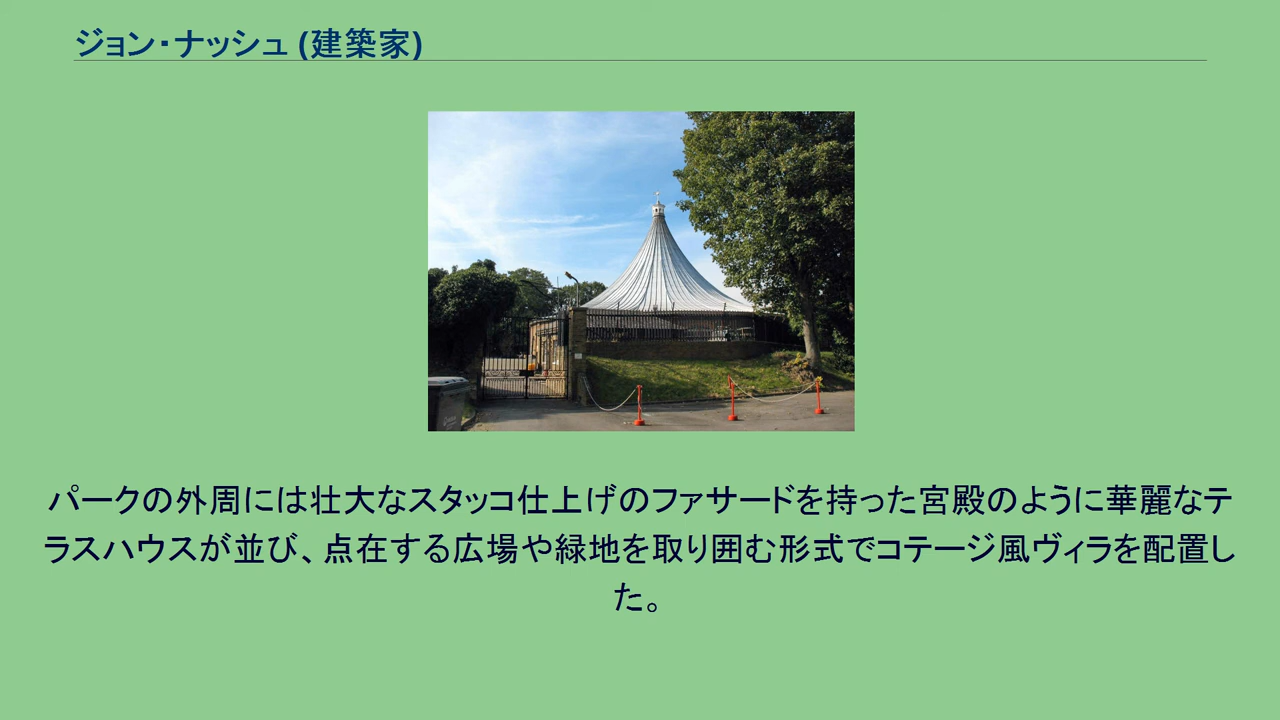 ジョン・ナッシュ (建築家)
パークの外周には壮大なスタッコ仕上げのファサードを持った宮殿のように華麗なテ
ラスハウスが並び、点在する広場や緑地を取り囲む形式でコテージ風ヴィラを配置し
た。